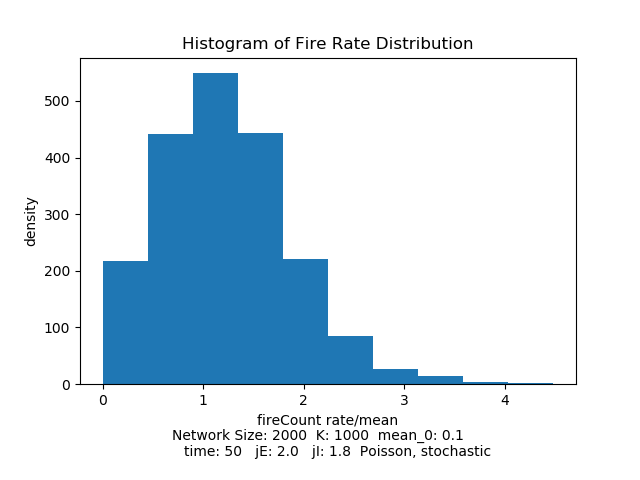 Histogram of Fire Rate Distribution
density
500
400
300
200
100
0
0 1 2 3 4
fireCount rate/mean
Network Size: 2000  K: 1000  mean_0: 0.1
time: 50   jE: 2.0   jI: 1.8  Poisson, stochastic